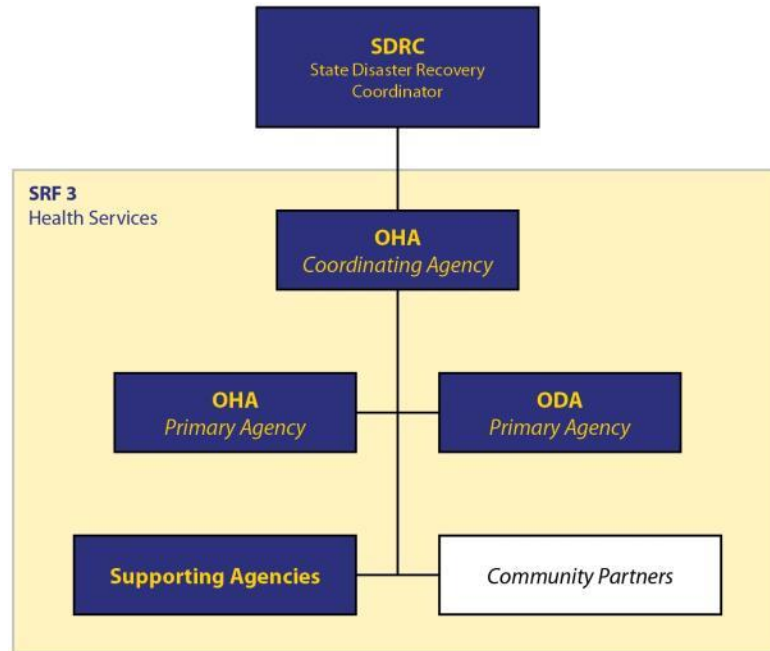 SDRC
State Disaster Recovery
Coordinator
SRF 3
Health Services
OHA
Coordinating Agency
OHA
Primary Agency
ODA
Primary Agency
Supporting Agencies
Community Partners